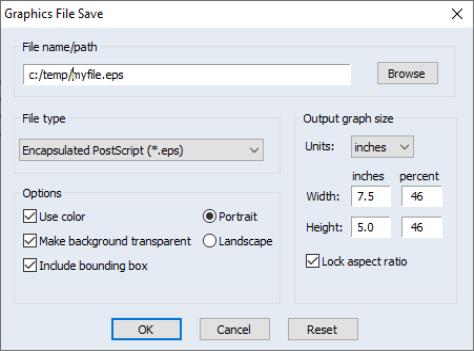 Graphics File Save
File name/path
c:/temp/myfile.eps
Browse
File type
Encapsulated PostScript (*.eps)
Options
Use color
Portrait
Make background transparent
Landscape
Include bounding box
Output graph size
Units: inches
inches percent
Width: 7.5 46
Height: 5.0 46
Lock aspect ratio
OK Cancel Reset